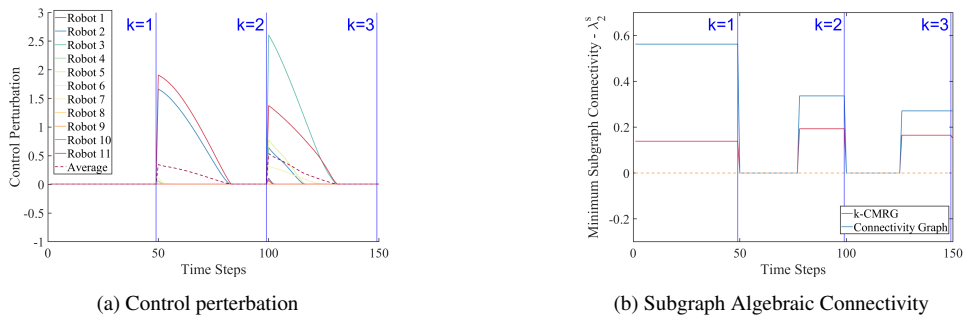 3
2.5
2
1.5
1
0.5
0
-0.5
-1
Control Perturbation
Robot 1
Robot 2
Robot 3
Robot 4
Robot 5
Robot 6
Robot 7
Robot 8
Robot 9
Robot 10
Robot 11
Average
k=1
k=2
k=3
0
50
100
150
Time Steps
(a) Control perterbation
0.6
0.4
0.2
0
-0.2
Minimum Subgraph Connectivity - λ₂ˢ
k=1
k=2
k=3
k-CMRG
Connectivity Graph
0
50
100
150
Time Steps
(b) Subgraph Algebraic Connectivity